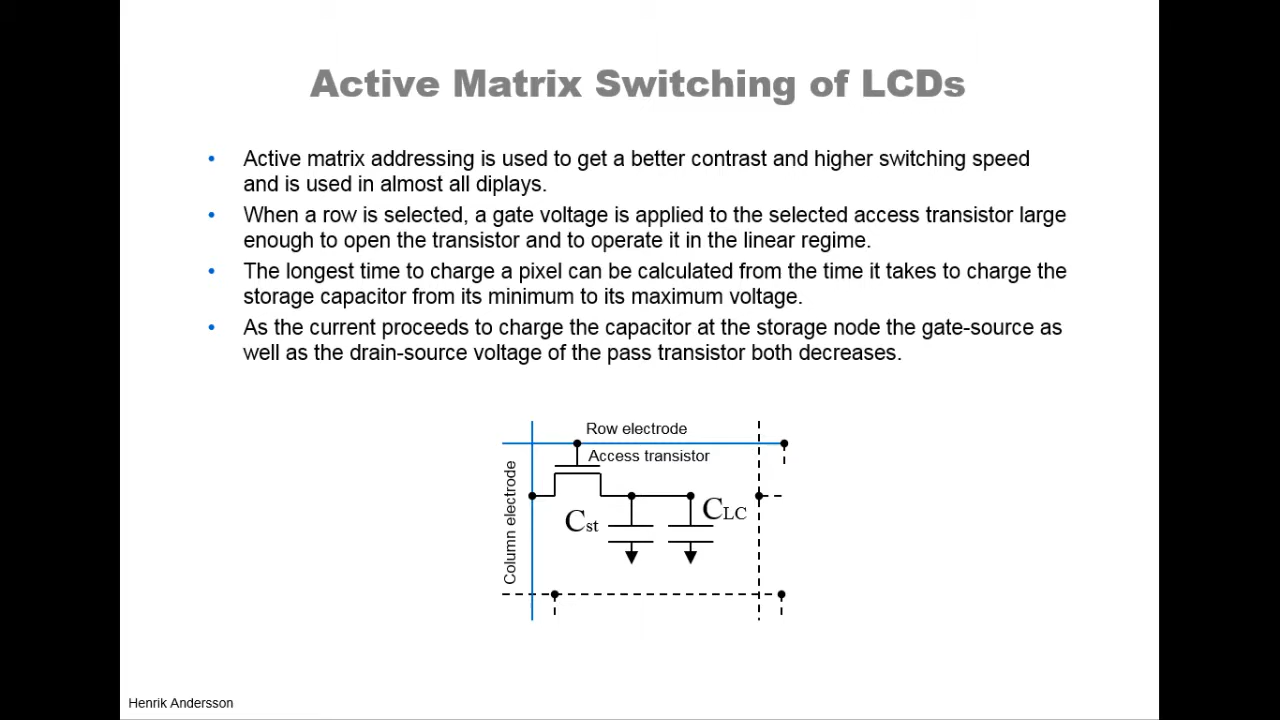 Active Matrix Switching of LCDs
• Active matrix addressing is used to get a better contrast and higher switching speed
and is used in almost all diplays.
• When a row is selected, a gate voltage is applied to the selected access transistor large
enough to open the transistor and to operate it in the linear regime.
• The longest time to charge a pixel can be calculated from the time it takes to charge the
storage capacitor from its minimum to its maximum voltage.
• As the current proceeds to charge the capacitor at the storage node the gate-source as
well as the drain-source voltage of the pass transistor both decreases.
Row electrode
Access transistor
Column electrode
Cst
CLC
Henrik Andersson